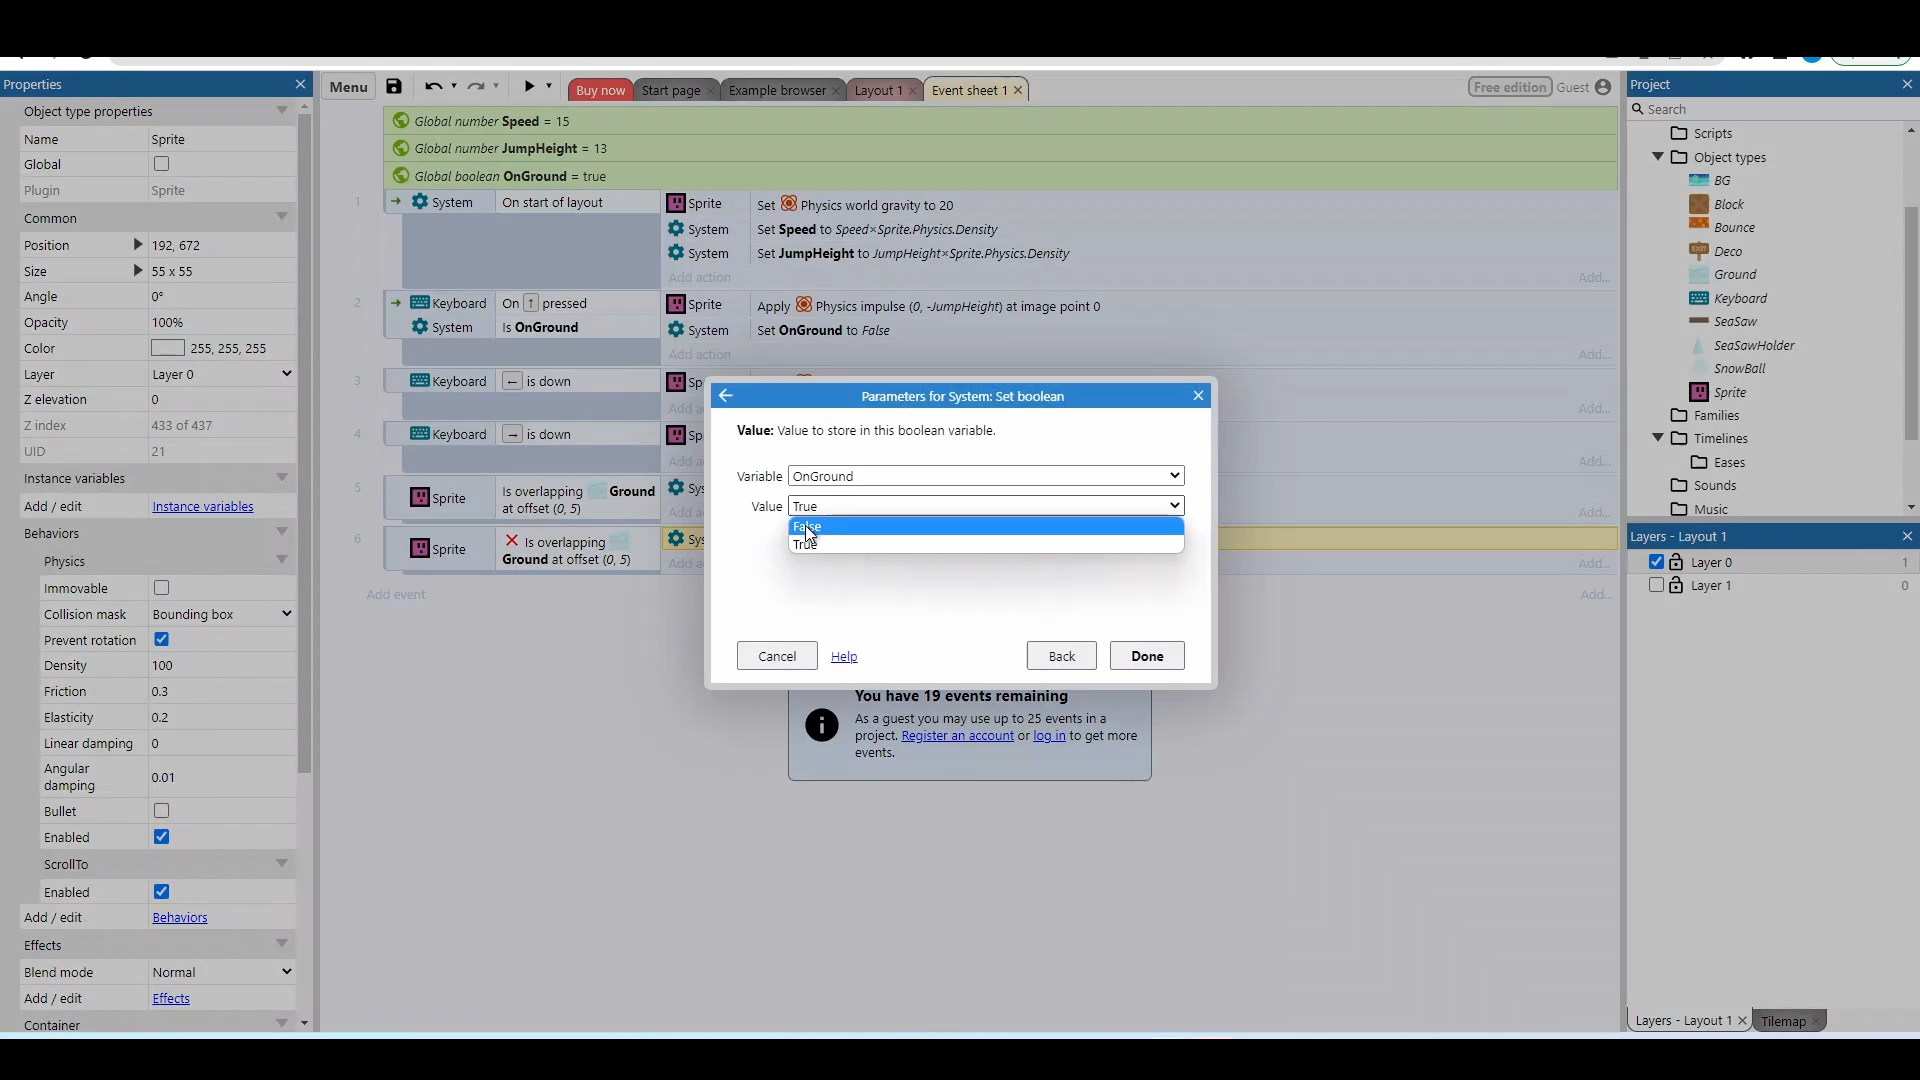 Properties
Object type properties
Name Sprite
Global
Plugin Sprite
Common
Position 192, 672
Size 55 x 55
Angle 0°
Opacity 100%
Color 255, 255, 255
Layer Layer 0
Z elevation 0
Z index 433 of 437
UID 21
Instance variables
Add / edit Instance variables
Behaviors
Physics
Immovable
Collision mask Bounding box
Prevent rotation
Density 100
Friction 0.3
Elasticity 0.2
Linear damping 0
Angular
damping 0.01
Bullet
Enabled
ScrollTo
Enabled
Add / edit Behaviors
Effects
Blend mode Normal
Add / edit Effects
Container
Menu Buy now Start page Example browser Layout 1 Event sheet 1 Free edition Guest
Global number Speed = 15
Global number JumpHeight = 13
Global boolean OnGround = true
1 System On start of layout Sprite Set Physics world gravity to 20
System Set Speed to Speed×Sprite.Physics.Density
System Set JumpHeight to JumpHeight×Sprite.Physics.Density
Add action Add...
2 Keyboard On ↑ pressed Sprite Apply Physics impulse (0, -JumpHeight) at image point 0
System Is OnGround System Set OnGround to False
Add action Add...
3 Keyboard ← is down Sp
Add a Add...
4 Keyboard → is down Sp
Add a Add...
5 Sprite Is overlapping Ground Sys
at offset (0, 5) Add a Add...
6 Sprite Is overlapping Sys
Ground at offset (0, 5) Add a Add...
Add event Add...
Parameters for System: Set boolean
Value: Value to store in this boolean variable.
Variable OnGround
Value True
False
True
Cancel Help Back Done
You have 19 events remaining
As a guest you may use up to 25 events in a
project. Register an account or log in to get more
events.
Project
Search
Scripts
Object types
BG
Block
Bounce
Deco
Ground
Keyboard
SeaSaw
SeaSawHolder
SnowBall
Sprite
Families
Timelines
Eases
Sounds
Music
Layers - Layout 1
Layer 0 1
Layer 1 0
Layers - Layout 1 Tilemap